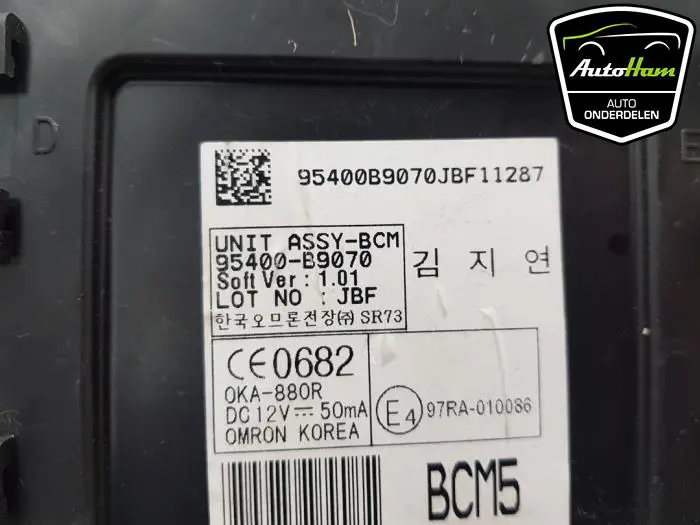 AutoHam
AUTO
ONDERDELEN
D
E
95400B9070JBF11287
UNIT ASSY-BCM
95400-B9070
Soft Ver : 1.01
LOT NO : JBF
한국오므론전장㈜ SR73
김 지 연
CE0682
OKA-880R
DC 12V ⎓ 50mA
OMRON KOREA
E4 97RA-010086
BCM5